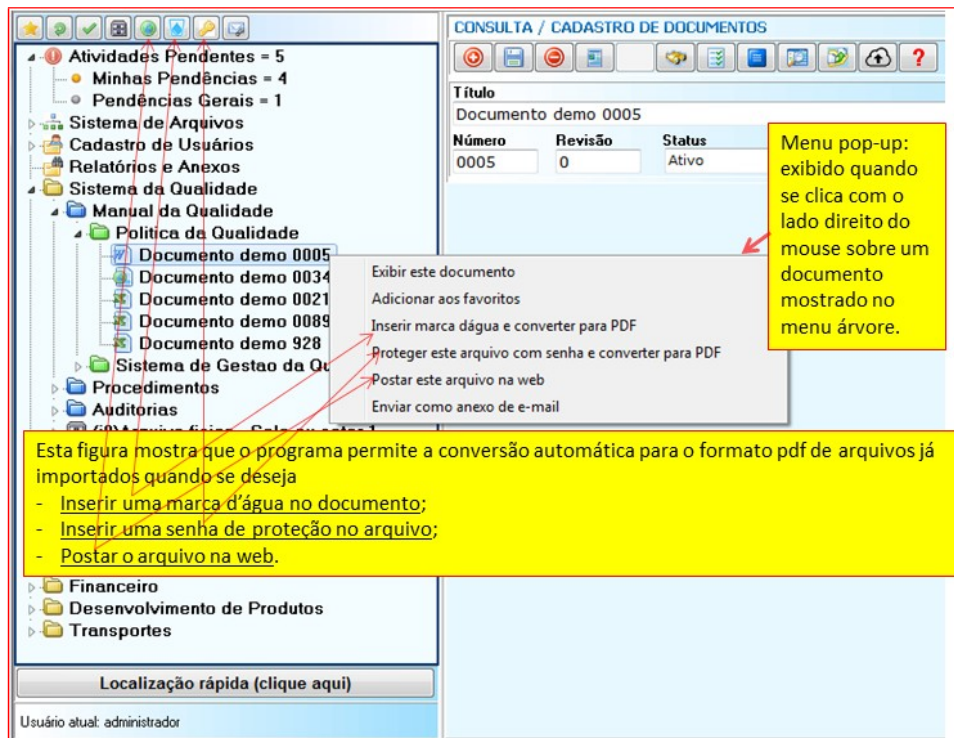 CONSULTA / CADASTRO DE DOCUMENTOS
Atividades Pendentes = 5
Minhas Pendências = 4
Pendências Gerais = 1
Sistema de Arquivos
Cadastro de Usuários
Relatórios e Anexos
Sistema da Qualidade
Manual da Qualidade
Politica da Qualidade
Documento demo 0005
Documento demo 0034
Documento demo 0021
Documento demo 0089
Documento demo 928
Sistema de Gestao da Qu
Procedimentos
Auditorias
Título
Documento demo 0005
Número Revisão Status
0005 0 Ativo
Menu pop-up:
exibido quando
se clica com o
lado direito do
mouse sobre um
documento
mostrado no
menu árvore.
Exibir este documento
Adicionar aos favoritos
Inserir marca dágua e converter para PDF
Proteger este arquivo com senha e converter para PDF
Postar este arquivo na web
Enviar como anexo de e-mail
Esta figura mostra que o programa permite a conversão automática para o formato pdf de arquivos já
importados quando se deseja
- Inserir uma marca d’água no documento;
- Inserir uma senha de proteção no arquivo;
- Postar o arquivo na web.
Financeiro
Desenvolvimento de Produtos
Transportes
Localização rápida (clique aqui)
Usuário atual: administrador